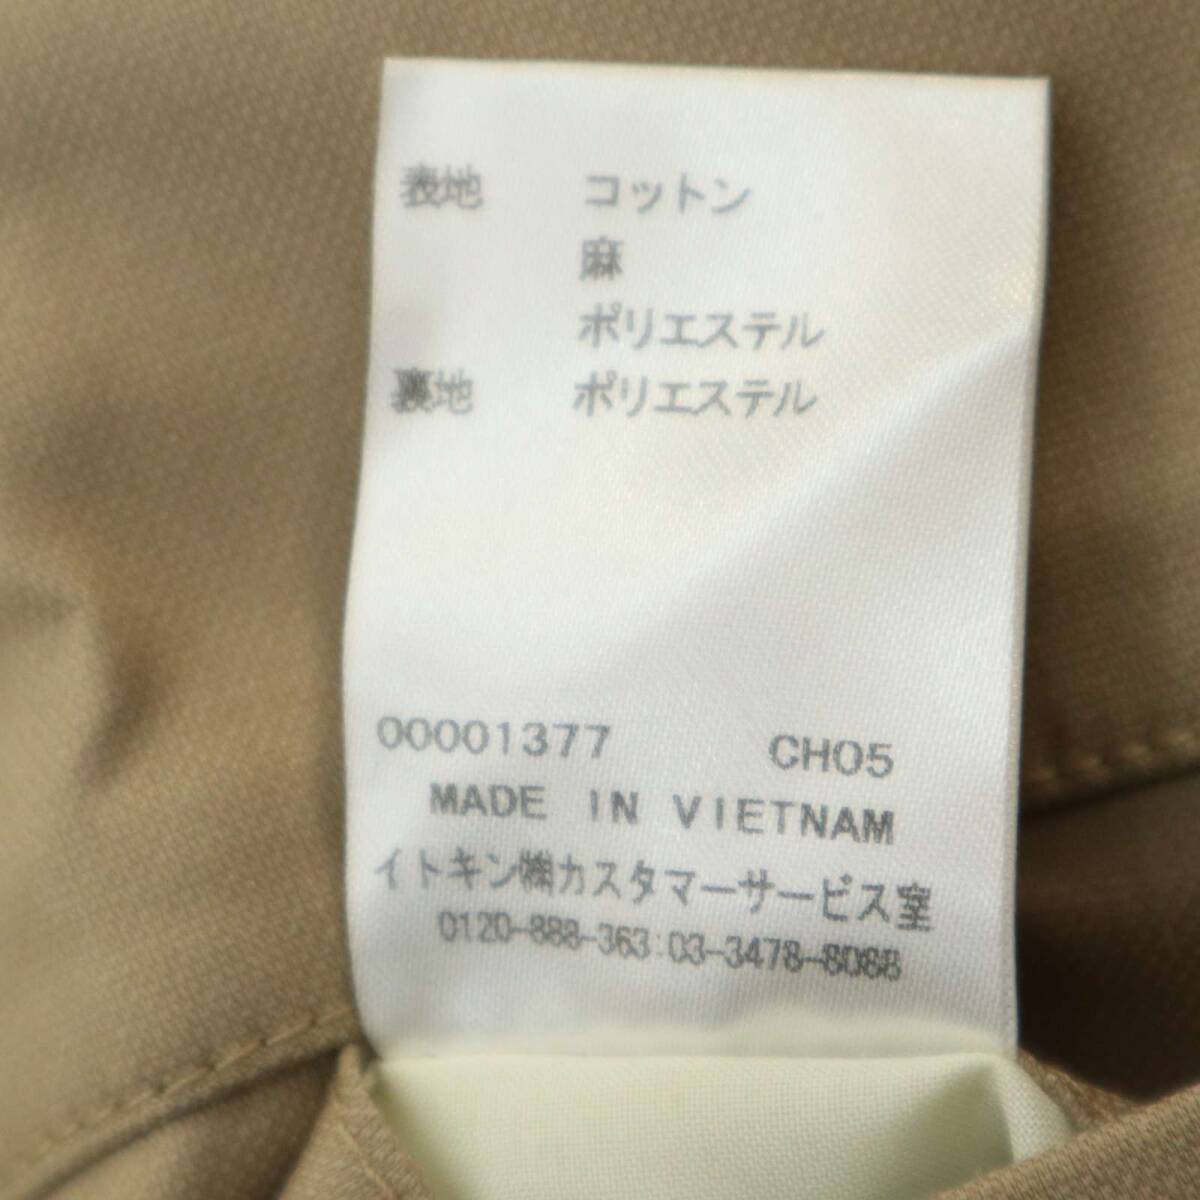 表地 コットン
麻
ポリエステル
裏地 ポリエステル
00001377 CH05
MADE IN VIETNAM
イトキン㈱カスタマーサービス室
0120-888-363:03-3478-8088